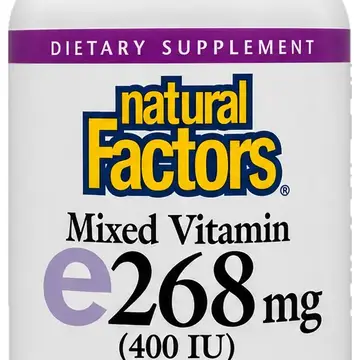 DIETARY SUPPLEMENT
natural
Factors®
Mixed Vitamin
e268 mg
(400 IU)